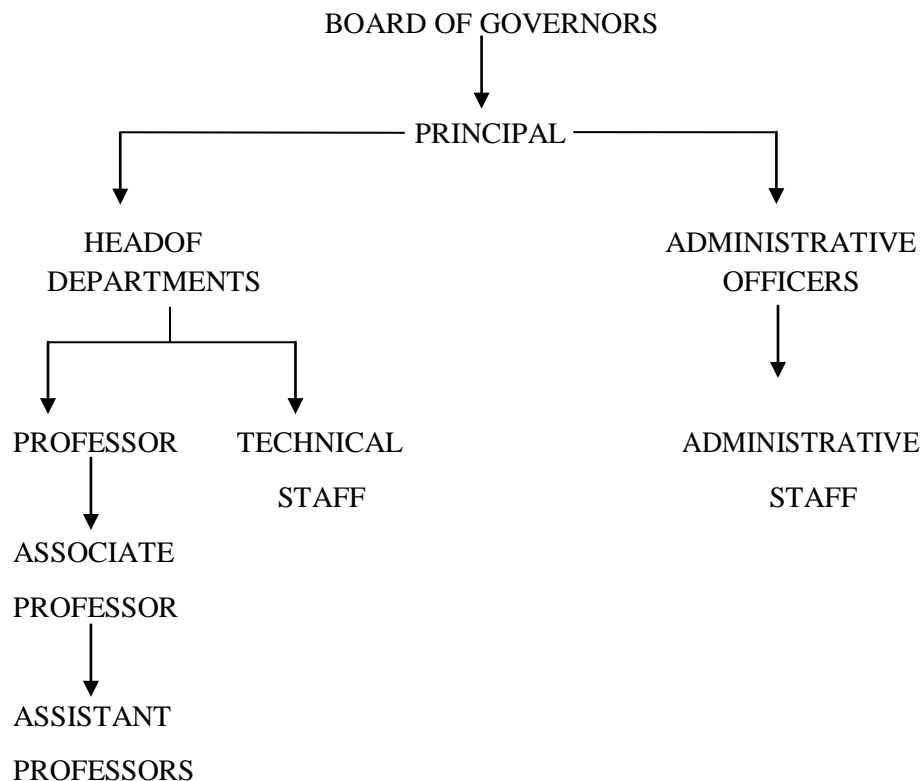 BOARD OF GOVERNORS
PRINCIPAL
HEADOF
DEPARTMENTS
ADMINISTRATIVE
OFFICERS
PROFESSOR
TECHNICAL
STAFF
ADMINISTRATIVE
STAFF
ASSOCIATE
PROFESSOR
ASSISTANT
PROFESSORS